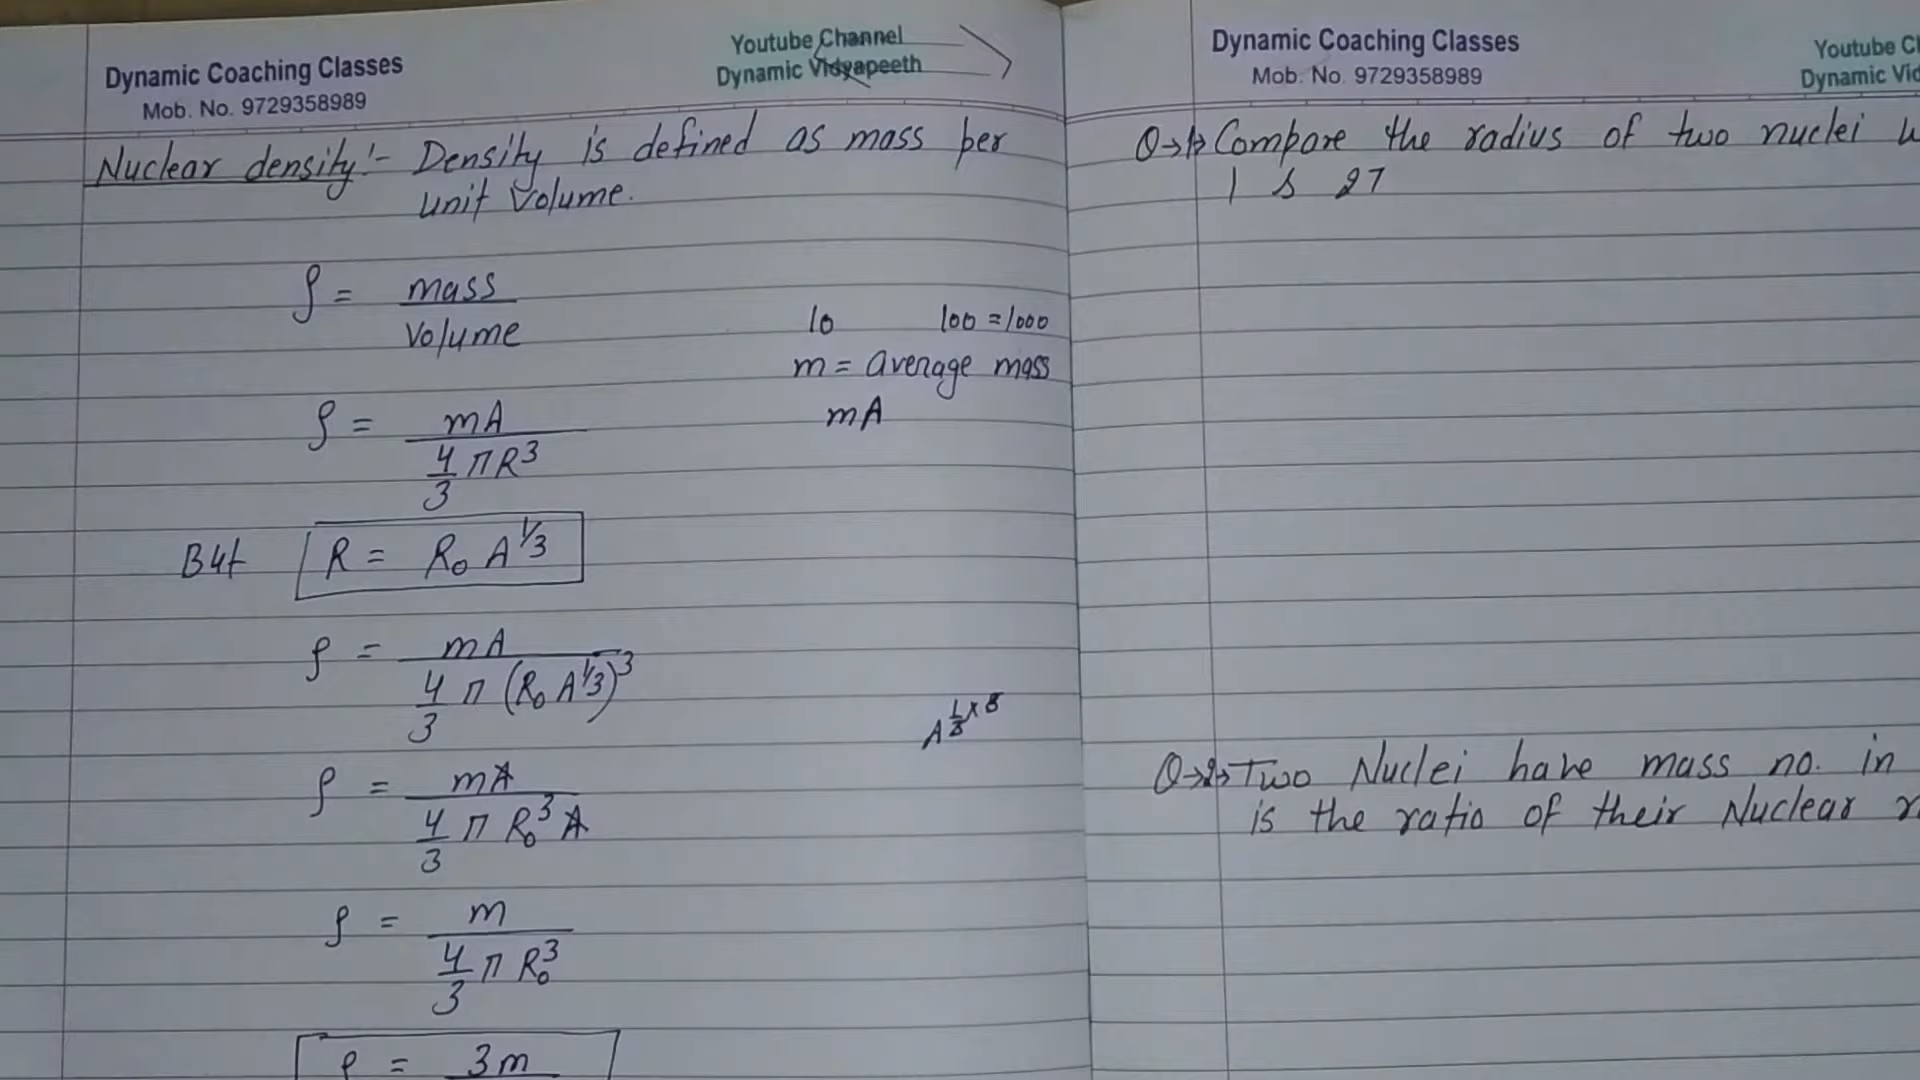 Dynamic Coaching Classes
Mob. No. 9729358989
Youtube Channel
Dynamic Vidyapeeth
Nuclear density:- Density is defined as mass per
unit Volume.
ρ = mass
Volume
10 100 = 1000
m = average mass
mA
ρ = mA
4/3 π R³
But R = R₀ A^1/3
ρ = mA
4/3 π (R₀ A^1/3)³
A^1/3 × 3
ρ = mA
4/3 π R₀³ A
ρ = m
4/3 π R₀³
ρ = 3m
Dynamic Coaching Classes
Mob. No. 9729358989
Youtube
Dynamic
Q→1> Compare the radius of two nuclei
1 & 27
Q→2> Two Nuclei have mass no. in
is the ratio of their Nuclear